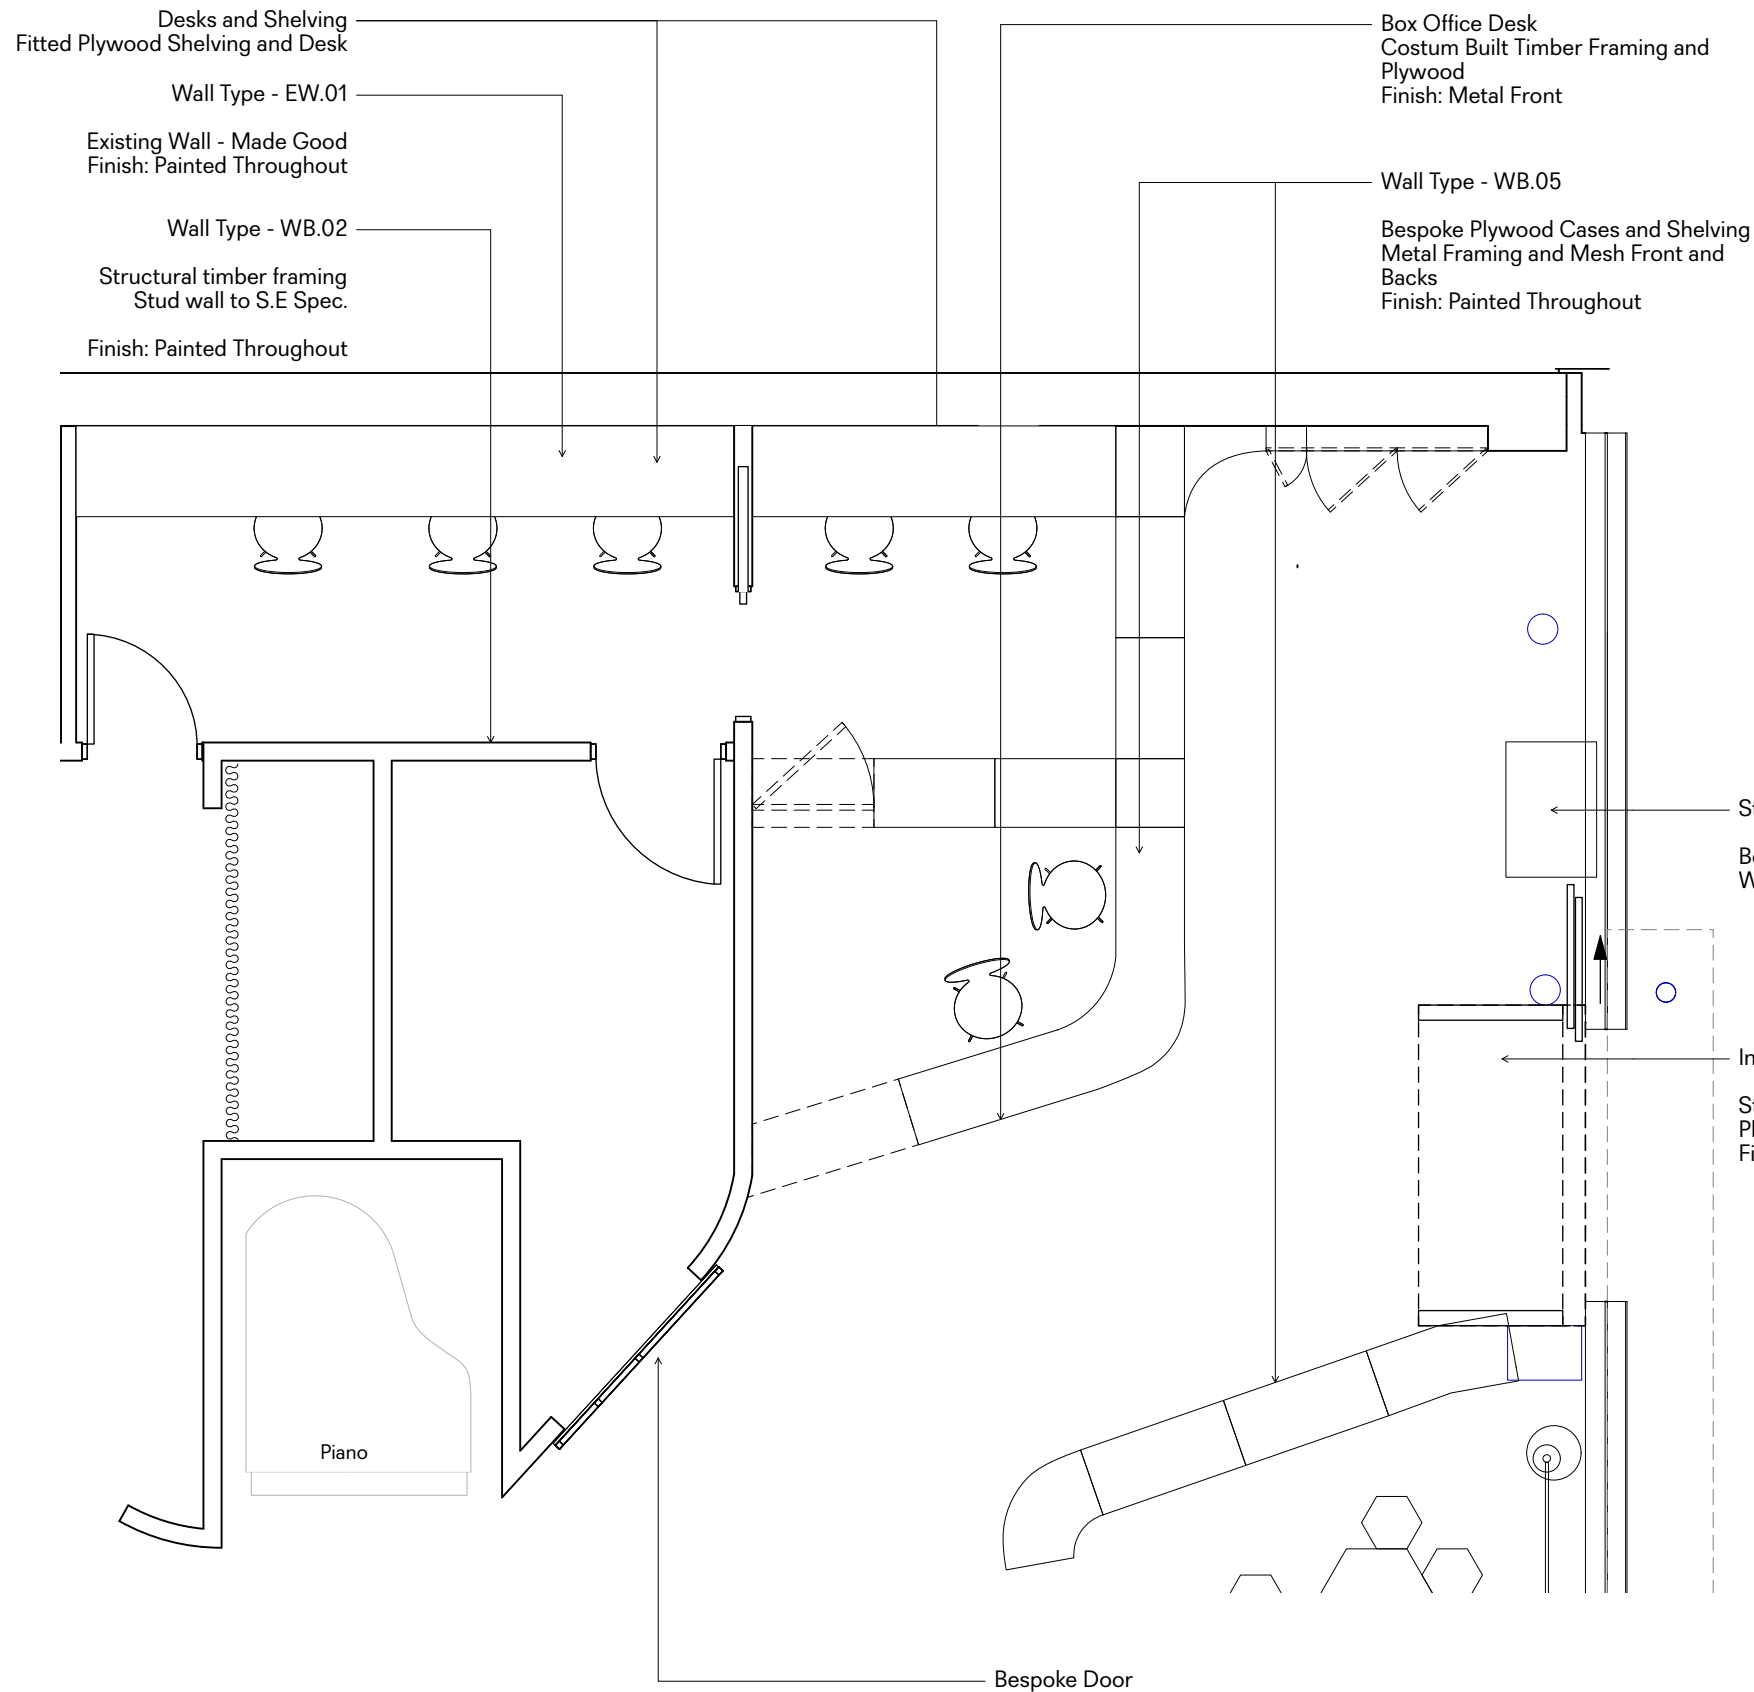 Desks and Shelving
Fitted Plywood Shelving and Desk
Wall Type - EW.01
Existing Wall - Made Good
Finish: Painted Throughout
Wall Type - WB.02
Structural timber framing
Stud wall to S.E Spec.
Finish: Painted Throughout
Box Office Desk
Costum Built Timber Framing and
Plywood
Finish: Metal Front
Wall Type - WB.05
Bespoke Plywood Cases and Shelving
Metal Framing and Mesh Front and
Backs
Finish: Painted Throughout
Piano
Bespoke Door